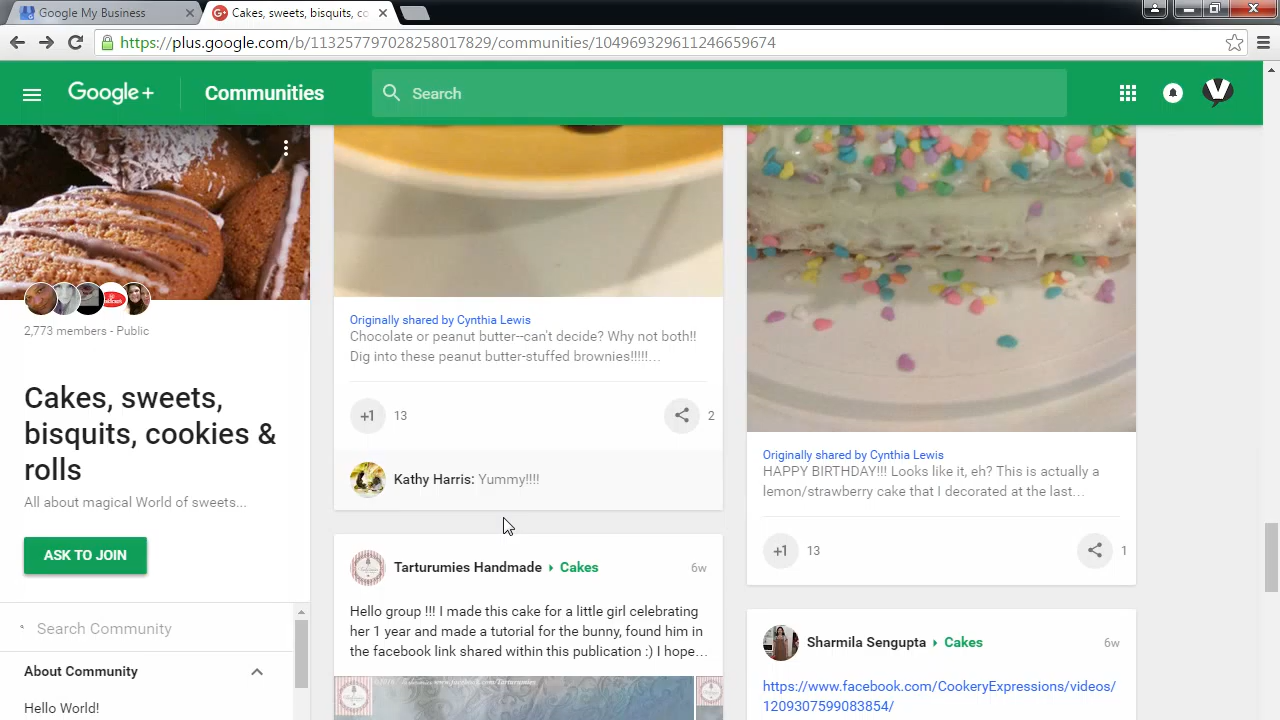 Google My Business
Cakes, sweets, bisquits, co
https://plus.google.com/b/113257797028258017829/communities/104969329611246659674
Google+
Communities
Search
2,773 members - Public
Cakes, sweets,
bisquits, cookies &
rolls
All about magical World of sweets...
ASK TO JOIN
Search Community
About Community
Hello World!
Originally shared by Cynthia Lewis
Chocolate or peanut butter--can't decide? Why not both!!
Dig into these peanut butter-stuffed brownies!!!!!...
+1 13 2
Kathy Harris: Yummy!!!!
Tarturumies Handmade Cakes 6w
Hello group !!! I made this cake for a little girl celebrating
her 1 year and made a tutorial for the bunny, found him in
the facebook link shared within this publication :) I hope...
Originally shared by Cynthia Lewis
HAPPY BIRTHDAY!!! Looks like it, eh? This is actually a
lemon/strawberry cake that I decorated at the last...
+1 13 1
Sharmila Sengupta Cakes 6w
https://www.facebook.com/CookeryExpressions/videos/
1209307599083854/